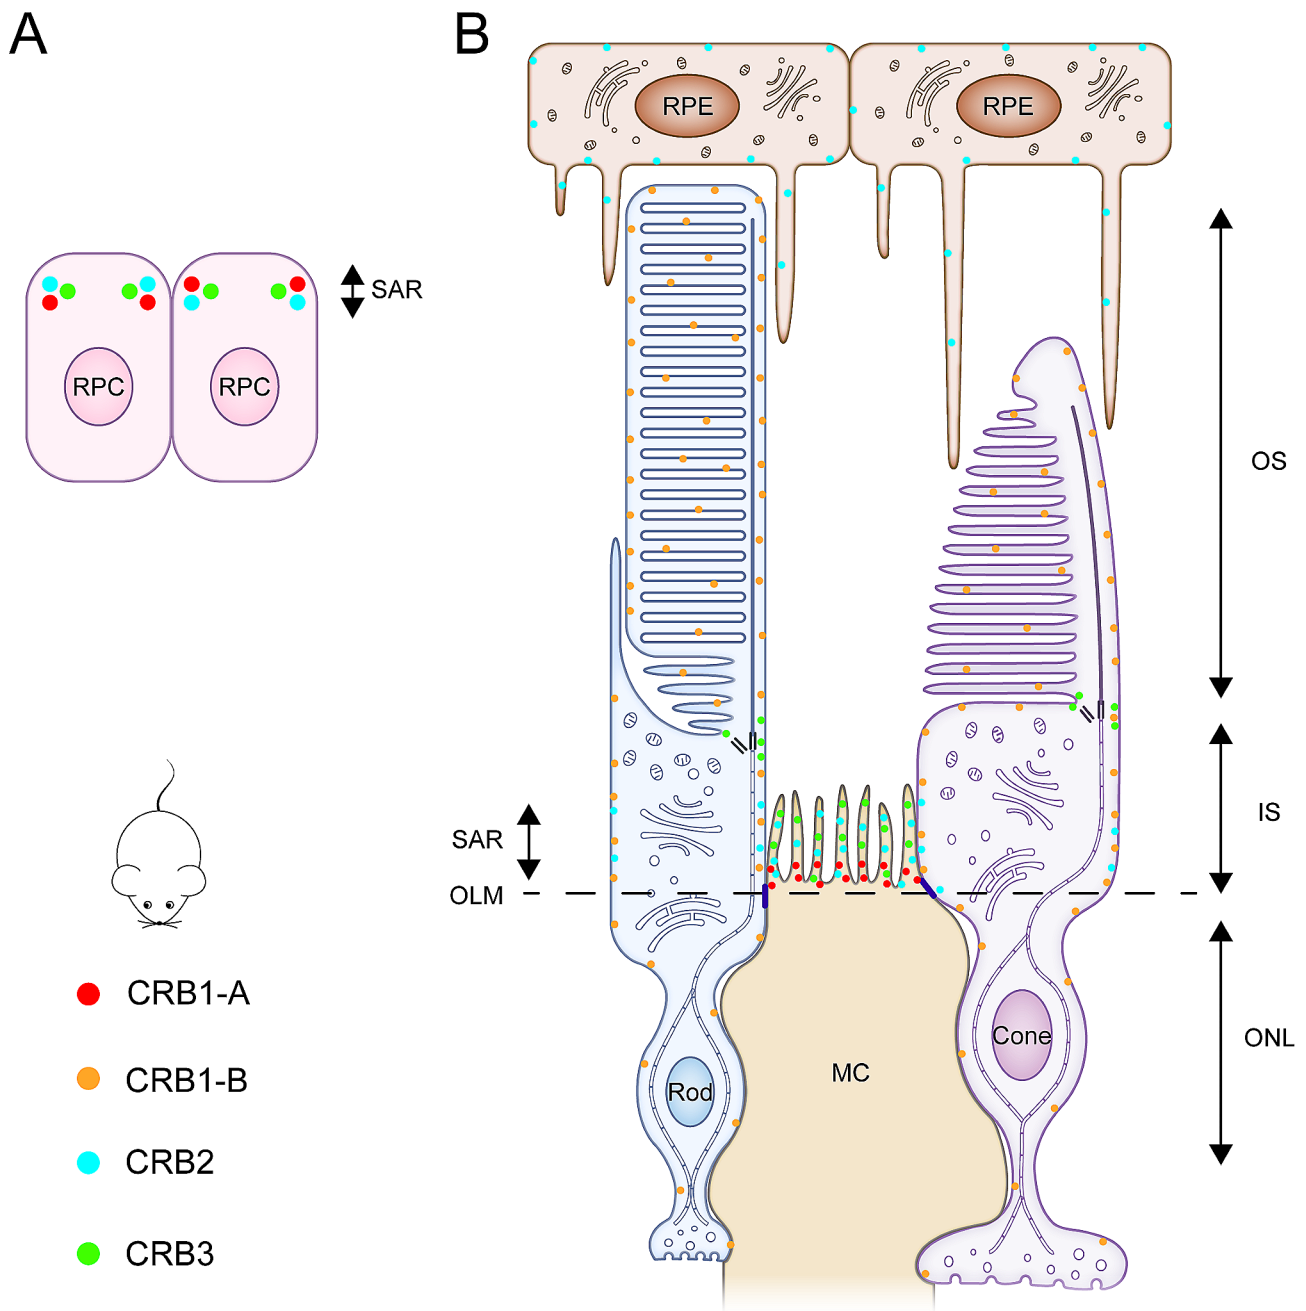 A
B
RPE
RPE
SAR
RPC
RPC
OS
IS
SAR
OLM
CRB1-A
ONL
Cone
MC
CRB1-B
Rod
CRB2
CRB3